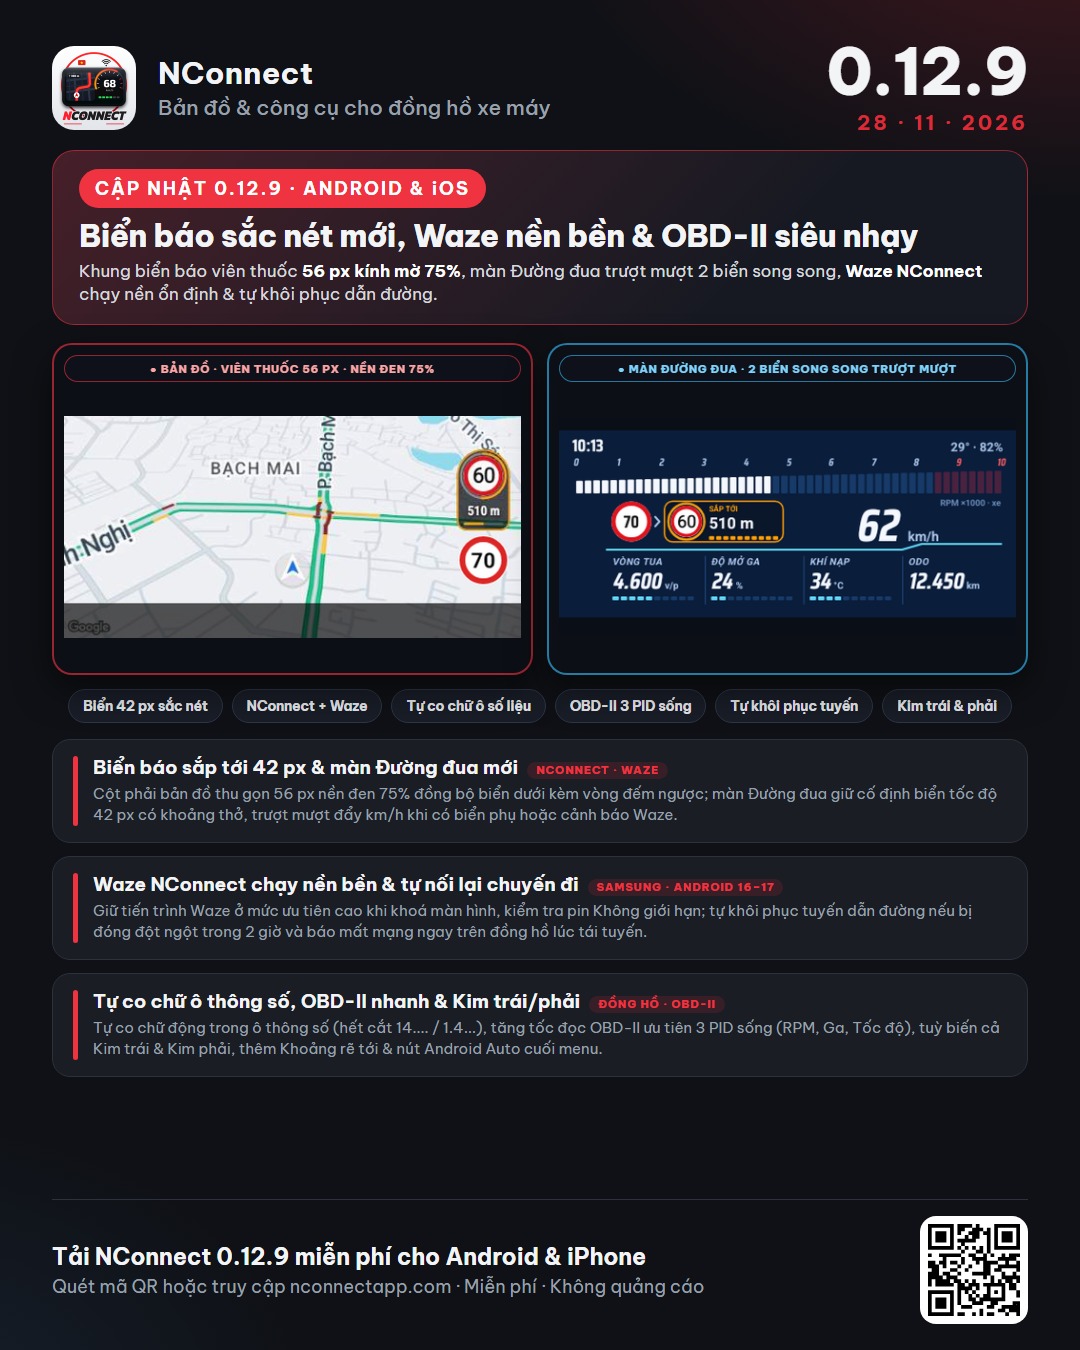 NConnect
Bản đồ & công cụ cho đồng hồ xe máy
68
NCONNECT
0.12.9
28 · 11 · 2026
CẬP NHẬT 0.12.9 · ANDROID & iOS
Biển báo sắc nét mới, Waze nền bền & OBD-II siêu nhạy
Khung biển báo viên thuốc 56 px kính mờ 75%, màn Đường đua trượt mượt 2 biển song song, Waze NConnect
chạy nền ổn định & tự khôi phục dẫn đường.
• BẢN ĐỒ · VIÊN THUỐC 56 PX · NỀN ĐEN 75%
BẠCH MAI
P. Bạch M
o Thị Sá
h Nghị
60
510 m
70
Google
• MÀN ĐƯỜNG ĐUA · 2 BIỂN SONG SONG TRƯỢT MƯỢT
10:13
29° · 82%
0 1 2 3 4 5 6 7 8 9 10
RPM ×1000 · xe
70 > 60 SẮP TỚI
510 m
62 km/h
VÒNG TUA ĐỘ MỞ GA KHÍ NẠP ODO
4.600 v/p 24 % 34 °C 12.450 km
Biển 42 px sắc nét
NConnect + Waze
Tự co chữ ô số liệu
OBD-II 3 PID sống
Tự khôi phục tuyến
Kim trái & phải
Biển báo sắp tới 42 px & màn Đường đua mới NCONNECT · WAZE
Cột phải bản đồ thu gọn 56 px nền đen 75% đồng bộ biển dưới kèm vòng đếm ngược; màn Đường đua giữ cố định biển tốc độ
42 px có khoảng thở, trượt mượt đẩy km/h khi có biển phụ hoặc cảnh báo Waze.
Waze NConnect chạy nền bền & tự nối lại chuyến đi SAMSUNG · ANDROID 16–17
Giữ tiến trình Waze ở mức ưu tiên cao khi khoá màn hình, kiểm tra pin Không giới hạn; tự khôi phục tuyến dẫn đường nếu bị
đóng đột ngột trong 2 giờ và báo mất mạng ngay trên đồng hồ lúc tái tuyến.
Tự co chữ ô thông số, OBD-II nhanh & Kim trái/phải ĐỒNG HỒ · OBD-II
Tự co chữ động trong ô thông số (hết cắt 14.... / 1.4...), tăng tốc đọc OBD-II ưu tiên 3 PID sống (RPM, Ga, Tốc độ), tuỳ biến cả
Kim trái & Kim phải, thêm Khoảng rẽ tới & nút Android Auto cuối menu.
Tải NConnect 0.12.9 miễn phí cho Android & iPhone
Quét mã QR hoặc truy cập nconnectapp.com · Miễn phí · Không quảng cáo